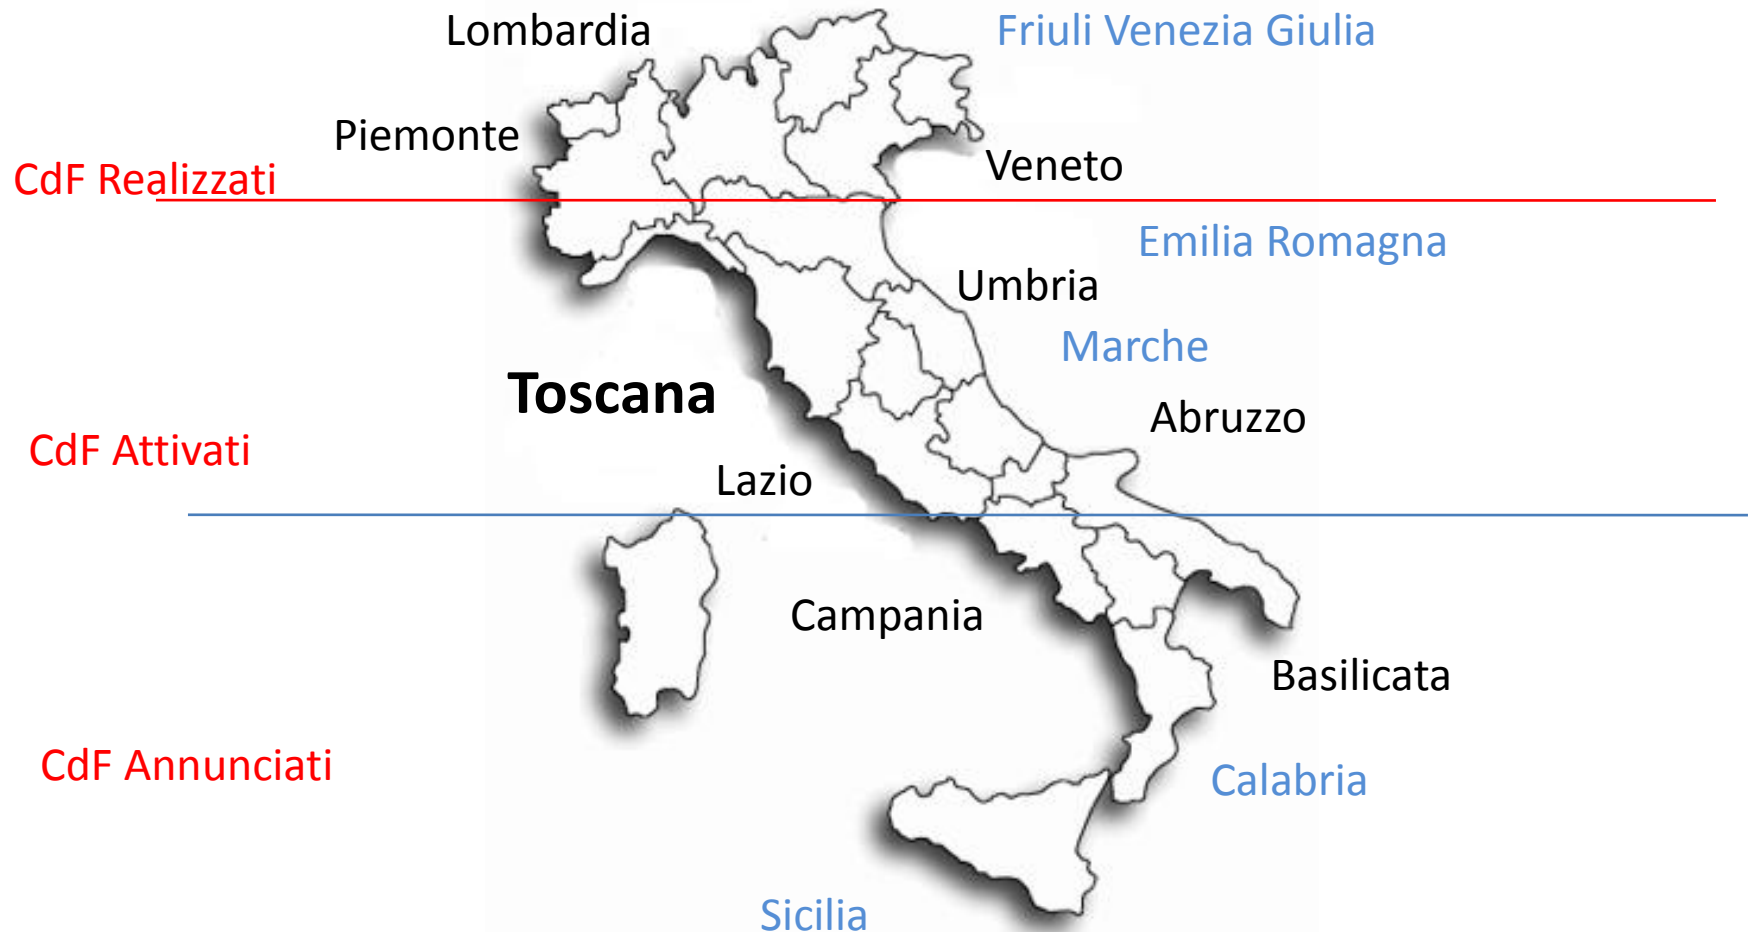 Lombardia
Friuli Venezia Giulia
Piemonte
Veneto
CdF Realizzati
Emilia Romagna
Umbria
Marche
Toscana
Abruzzo
CdF Attivati
Lazio
Campania
Basilicata
CdF Annunciati
Calabria
Sicilia